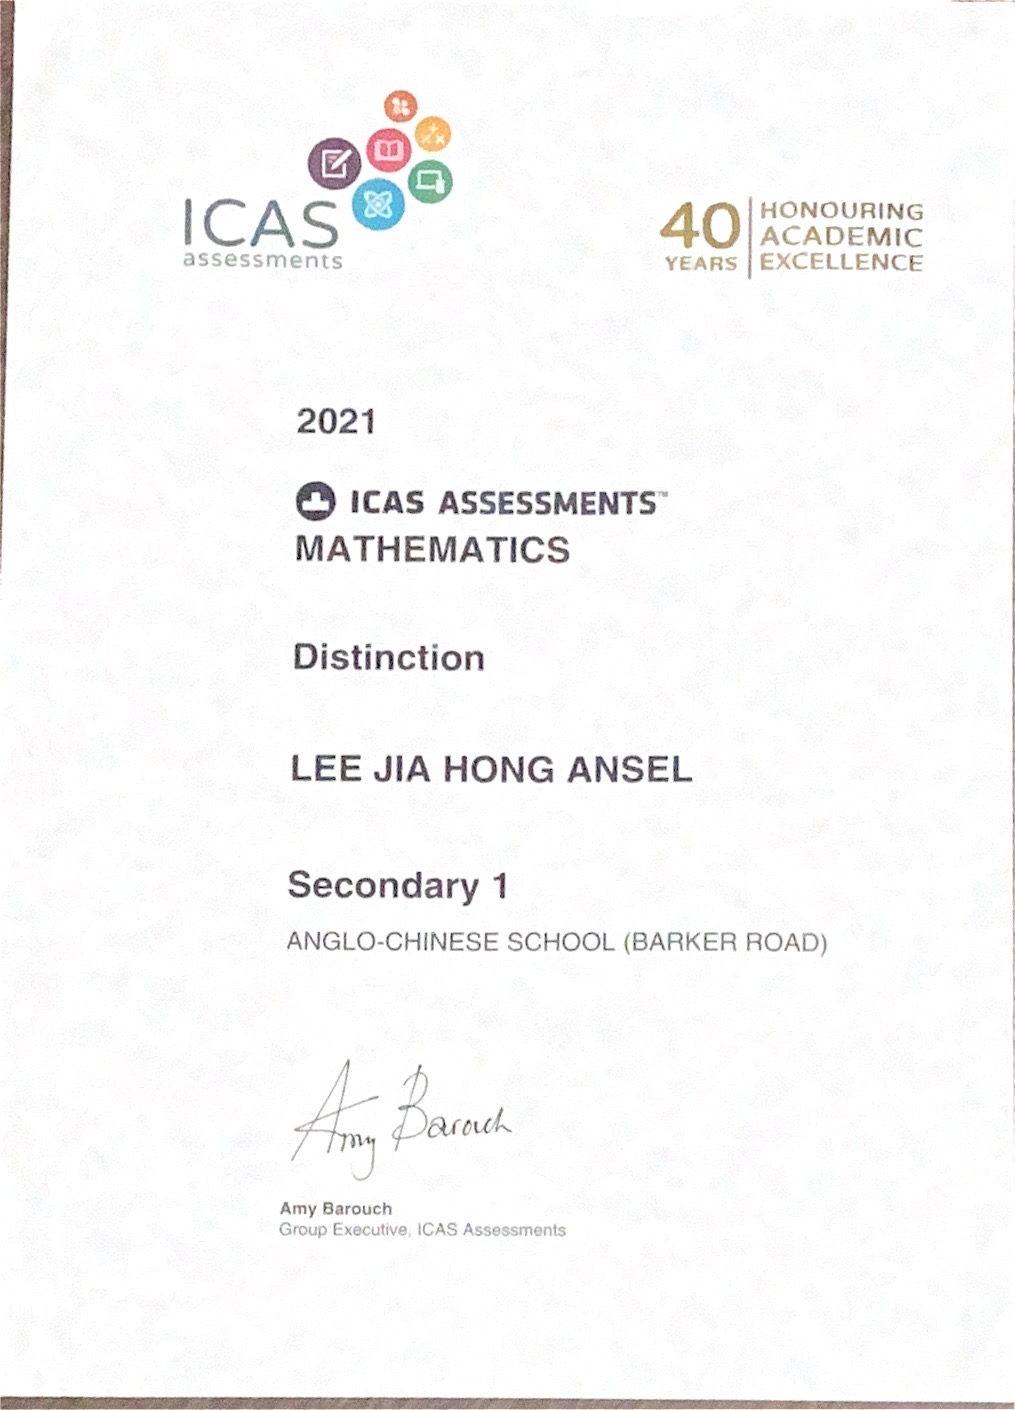 ICAS
assessments
40
YEARS
HONOURING
ACADEMIC
EXCELLENCE
2021
ICAS ASSESSMENTS™
MATHEMATICS
Distinction
LEE JIA HONG ANSEL
Secondary 1
ANGLO-CHINESE SCHOOL (BARKER ROAD)
Amy Barouch
Amy Barouch
Group Executive, ICAS Assessments